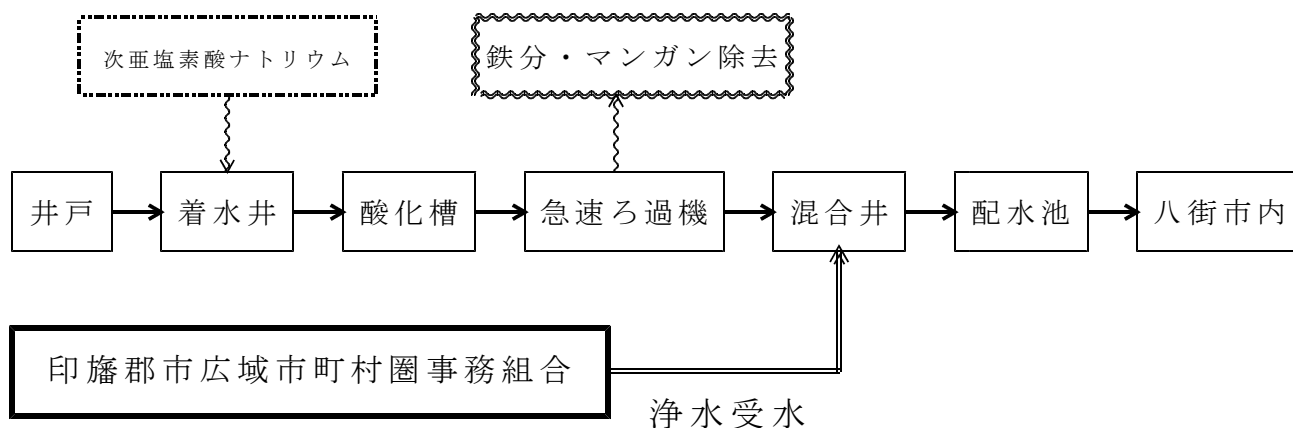 次亜塩素酸ナトリウム
鉄分・マンガン除去
井戸
着水井
酸化槽
急速ろ過機
混合井
配水池
八街市内
印旛郡市広域市町村圏事務組合
浄水受水